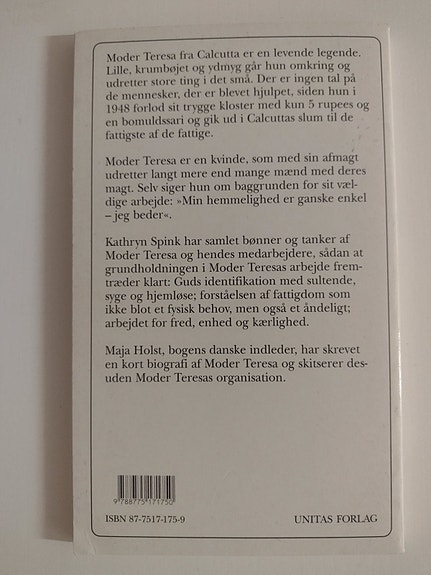 Moder Teresa fra Calcutta er en levende legende.
Lille, krumbøjet og ydmyg går hun omkring og
udretter store ting i det små. Der er ingen tal på
de mennesker, der er blevet hjulpet, siden hun i
1948 forlod sit trygge kloster med kun 5 rupees og
en bomuldssari og gik ud i Calcuttas slum til de
fattigste af de fattige.
Moder Teresa er en kvinde, som med sin afmagt
udretter langt mere end mange mænd med deres
magt. Selv siger hun om baggrunden for sit væl-
dige arbejde: »Min hemmelighed er ganske enkel
– jeg beder«.
Kathryn Spink har samlet bønner og tanker af
Moder Teresa og hendes medarbejdere, sådan at
grundholdningen i Moder Teresas arbejde frem-
træder klart: Guds identifikation med sultende,
syge og hjemløse; forståelsen af fattigdom som
ikke blot et fysisk behov, men også et åndeligt;
arbejdet for fred, enhed og kærlighed.
Maja Holst, bogens danske indleder, har skrevet
en kort biografi af Moder Teresa og skitserer des-
uden Moder Teresas organisation.
9 788775 171750
ISBN 87-7517-175-9 UNITAS FORLAG